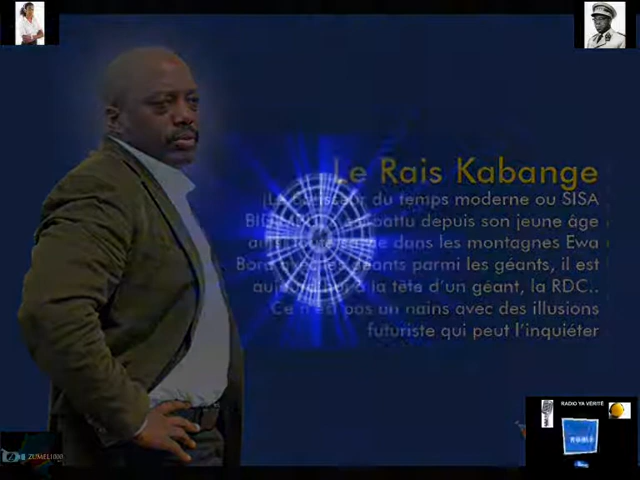 Le Rais Kabange
du temps moderne ou SISA
depuis son jeune âge
dans les montagnes Ewa
géants parmi les géants, il est
à la tête d'un géant, la RDC..
Ce n'est pas un nains avec des illusions
futuriste qui peut l'inquiéter
RADIO YA VÉRITÉ